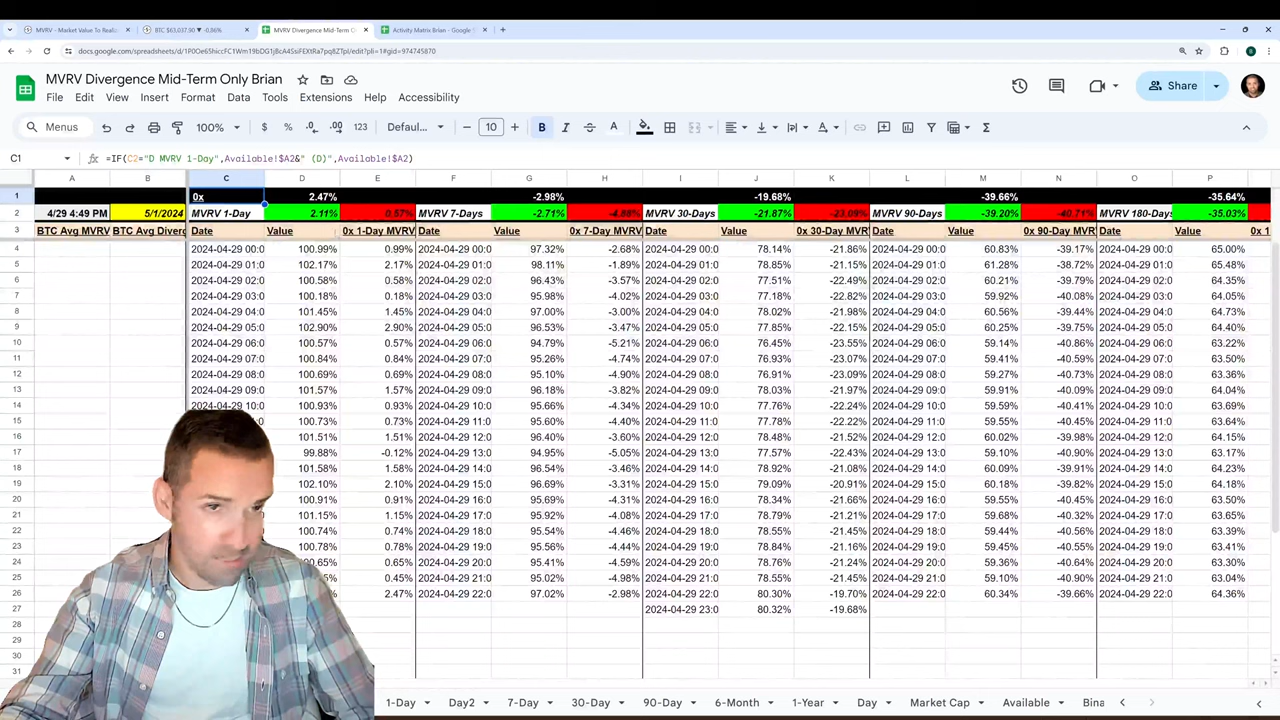 MVRV - Market Value To Realiz
BTC $63,037.90 ▼ -0.86%
MVRV Divergence Mid-Term Onl
Activity Matrix Brian - Google S
MVRV Divergence Mid-Term Only Brian
File Edit View Insert Format Data Tools Extensions Help Accessibility
Share
Menus 100% $ % .0 .00 123 Defaul... 10 B I
C1 fx =IF(C2="D MVRV 1-Day",Available!$A2&" (D)",Available!$A2)
A B C D E F G H I J K L M N O P
1 0x 2.47% -2.98% -19.68% -39.66% -35.64%
2 4/29 4:49 PM 5/1/2024 MVRV 1-Day 2.11% 0.67% MVRV 7-Days -2.71% -4.88% MVRV 30-Days -21.87% -23.09% MVRV 90-Days -39.20% -40.71% MVRV 180-Days -35.03%
3 BTC Avg MVRV BTC Avg Diverg Date Value 0x 1-Day MVRV Date Value 0x 7-Day MVR Date Value 0x 30-Day MVR Date Value 0x 90-Day MVR Date Value 0x 1
4 2024-04-29 00:0 100.99% 0.99% 2024-04-29 00:0 97.32% -2.68% 2024-04-29 00:0 78.14% -21.86% 2024-04-29 00:0 60.83% -39.17% 2024-04-29 00:0 65.00%
5 2024-04-29 01:0 102.17% 2.17% 2024-04-29 01:0 98.11% -1.89% 2024-04-29 01:0 78.85% -21.15% 2024-04-29 01:0 61.28% -38.72% 2024-04-29 01:0 65.48%
6 2024-04-29 02:0 100.58% 0.58% 2024-04-29 02:0 96.43% -3.57% 2024-04-29 02:0 77.51% -22.49% 2024-04-29 02:0 60.21% -39.79% 2024-04-29 02:0 64.35%
7 2024-04-29 03:0 100.18% 0.18% 2024-04-29 03:0 95.98% -4.02% 2024-04-29 03:0 77.18% -22.82% 2024-04-29 03:0 59.92% -40.08% 2024-04-29 03:0 64.05%
8 2024-04-29 04:0 101.45% 1.45% 2024-04-29 04:0 97.00% -3.00% 2024-04-29 04:0 78.02% -21.98% 2024-04-29 04:0 60.56% -39.44% 2024-04-29 04:0 64.73%
9 2024-04-29 05:0 102.90% 2.90% 2024-04-29 05:0 96.53% -3.47% 2024-04-29 05:0 77.85% -22.15% 2024-04-29 05:0 60.25% -39.75% 2024-04-29 05:0 64.40%
10 2024-04-29 06:0 100.57% 0.57% 2024-04-29 06:0 94.79% -5.21% 2024-04-29 06:0 76.45% -23.55% 2024-04-29 06:0 59.14% -40.86% 2024-04-29 06:0 63.22%
11 2024-04-29 07:0 100.84% 0.84% 2024-04-29 07:0 95.26% -4.74% 2024-04-29 07:0 76.93% -23.07% 2024-04-29 07:0 59.41% -40.59% 2024-04-29 07:0 63.50%
12 2024-04-29 08:0 100.69% 0.69% 2024-04-29 08:0 95.10% -4.90% 2024-04-29 08:0 76.91% -23.09% 2024-04-29 08:0 59.27% -40.73% 2024-04-29 08:0 63.36%
13 2024-04-29 09:0 101.57% 1.57% 2024-04-29 09:0 96.18% -3.82% 2024-04-29 09:0 78.03% -21.97% 2024-04-29 09:0 59.91% -40.09% 2024-04-29 09:0 64.04%
14 2024-04-29 10:0 100.93% 0.93% 2024-04-29 10:0 95.66% -4.34% 2024-04-29 10:0 77.76% -22.24% 2024-04-29 10:0 59.59% -40.41% 2024-04-29 10:0 63.69%
15 100.73% 0.73% 2024-04-29 11:0 95.60% -4.40% 2024-04-29 11:0 77.78% -22.22% 2024-04-29 11:0 59.55% -40.45% 2024-04-29 11:0 63.64%
16 101.51% 1.51% 2024-04-29 12:0 96.40% -3.60% 2024-04-29 12:0 78.48% -21.52% 2024-04-29 12:0 60.02% -39.98% 2024-04-29 12:0 64.15%
17 99.88% -0.12% 2024-04-29 13:0 94.95% -5.05% 2024-04-29 13:0 77.57% -22.43% 2024-04-29 13:0 59.10% -40.90% 2024-04-29 13:0 63.17%
18 101.58% 1.58% 2024-04-29 14:0 96.54% -3.46% 2024-04-29 14:0 78.92% -21.08% 2024-04-29 14:0 60.09% -39.91% 2024-04-29 14:0 64.23%
19 102.10% 2.10% 2024-04-29 15:0 96.69% -3.31% 2024-04-29 15:0 79.09% -20.91% 2024-04-29 15:0 60.18% -39.82% 2024-04-29 15:0 64.18%
20 100.91% 0.91% 2024-04-29 16:0 95.69% -4.31% 2024-04-29 16:0 78.34% -21.66% 2024-04-29 16:0 59.55% -40.45% 2024-04-29 16:0 63.50%
21 101.15% 1.15% 2024-04-29 17:0 95.92% -4.08% 2024-04-29 17:0 78.79% -21.21% 2024-04-29 17:0 59.68% -40.32% 2024-04-29 17:0 63.65%
22 100.74% 0.74% 2024-04-29 18:0 95.54% -4.46% 2024-04-29 18:0 78.55% -21.45% 2024-04-29 18:0 59.44% -40.56% 2024-04-29 18:0 63.39%
23 100.78% 0.78% 2024-04-29 19:0 95.56% -4.44% 2024-04-29 19:0 78.84% -21.16% 2024-04-29 19:0 59.45% -40.55% 2024-04-29 19:0 63.41%
24 .65% 0.65% 2024-04-29 20:0 95.41% -4.59% 2024-04-29 20:0 78.76% -21.24% 2024-04-29 20:0 59.36% -40.64% 2024-04-29 20:0 63.41%
25 0.45% 2024-04-29 21:0 95.02% -4.98% 2024-04-29 21:0 78.55% -21.45% 2024-04-29 21:0 59.10% -40.90% 2024-04-29 21:0 63.04%
26 2.47% 2024-04-29 22:0 97.02% -2.98% 2024-04-29 22:0 80.30% -19.70% 2024-04-29 22:0 60.34% -39.66% 2024-04-29 22:0 64.36%
27 2024-04-29 23:0 80.32% -19.68%
28
29
30
31
1-Day Day2 7-Day 30-Day 90-Day 6-Month 1-Year Day Market Cap Available Bina